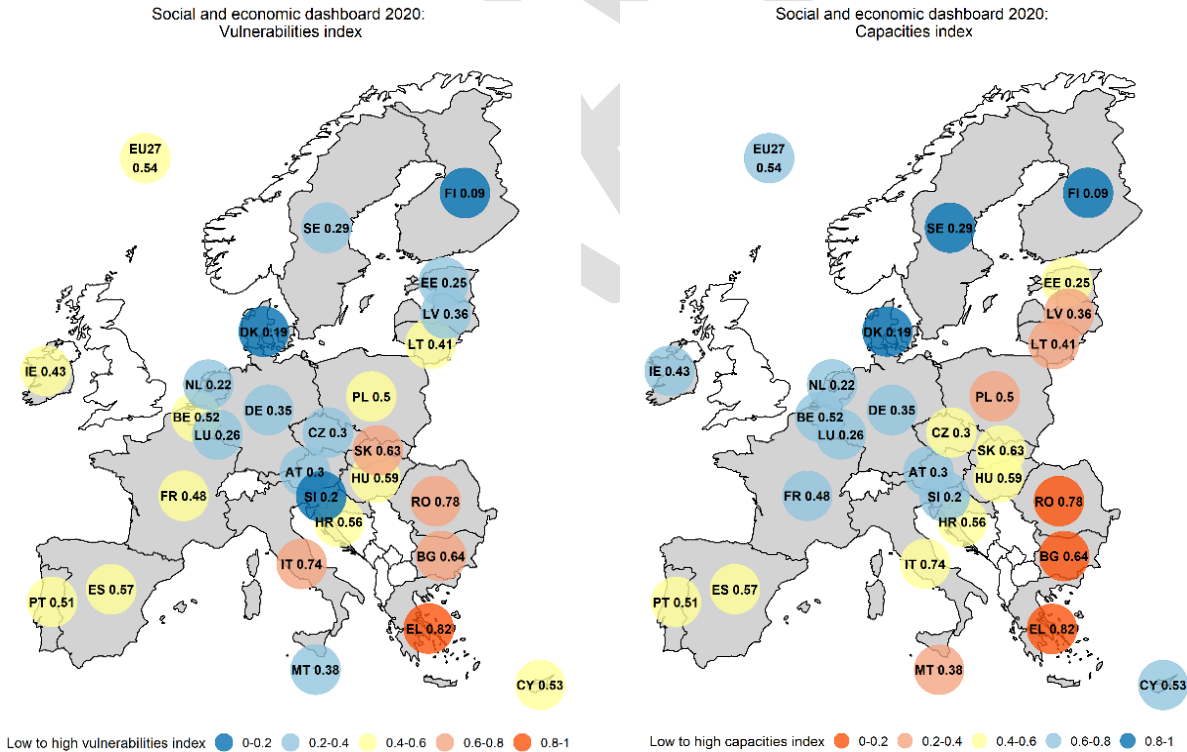 Social and economic dashboard 2020:
Vulnerabilities index
EU27
0.54
FI 0.09
SE 0.29
EE 0.25
LV 0.36
DK 0.19
LT 0.41
IE 0.43
NL 0.22
PL 0.5
DE 0.35
BE 0.52
LU 0.26
CZ 0.3
SK 0.63
AT 0.3
HU 0.59
FR 0.48
SI 0.2
RO 0.78
HR 0.56
BG 0.64
IT 0.74
ES 0.57
PT 0.51
EL 0.82
MT 0.38
CY 0.53
Low to high vulnerabilities index 0-0.2 0.2-0.4 0.4-0.6 0.6-0.8 0.8-1
Social and economic dashboard 2020:
Capacities index
EU27
0.54
FI 0.09
SE 0.29
EE 0.25
LV 0.36
DK 0.19
LT 0.41
IE 0.43
NL 0.22
PL 0.5
DE 0.35
BE 0.52
LU 0.26
CZ 0.3
SK 0.63
AT 0.3
HU 0.59
FR 0.48
SI 0.2
RO 0.78
HR 0.56
BG 0.64
IT 0.74
ES 0.57
PT 0.51
EL 0.82
MT 0.38
CY 0.53
Low to high capacities index 0-0.2 0.2-0.4 0.4-0.6 0.6-0.8 0.8-1